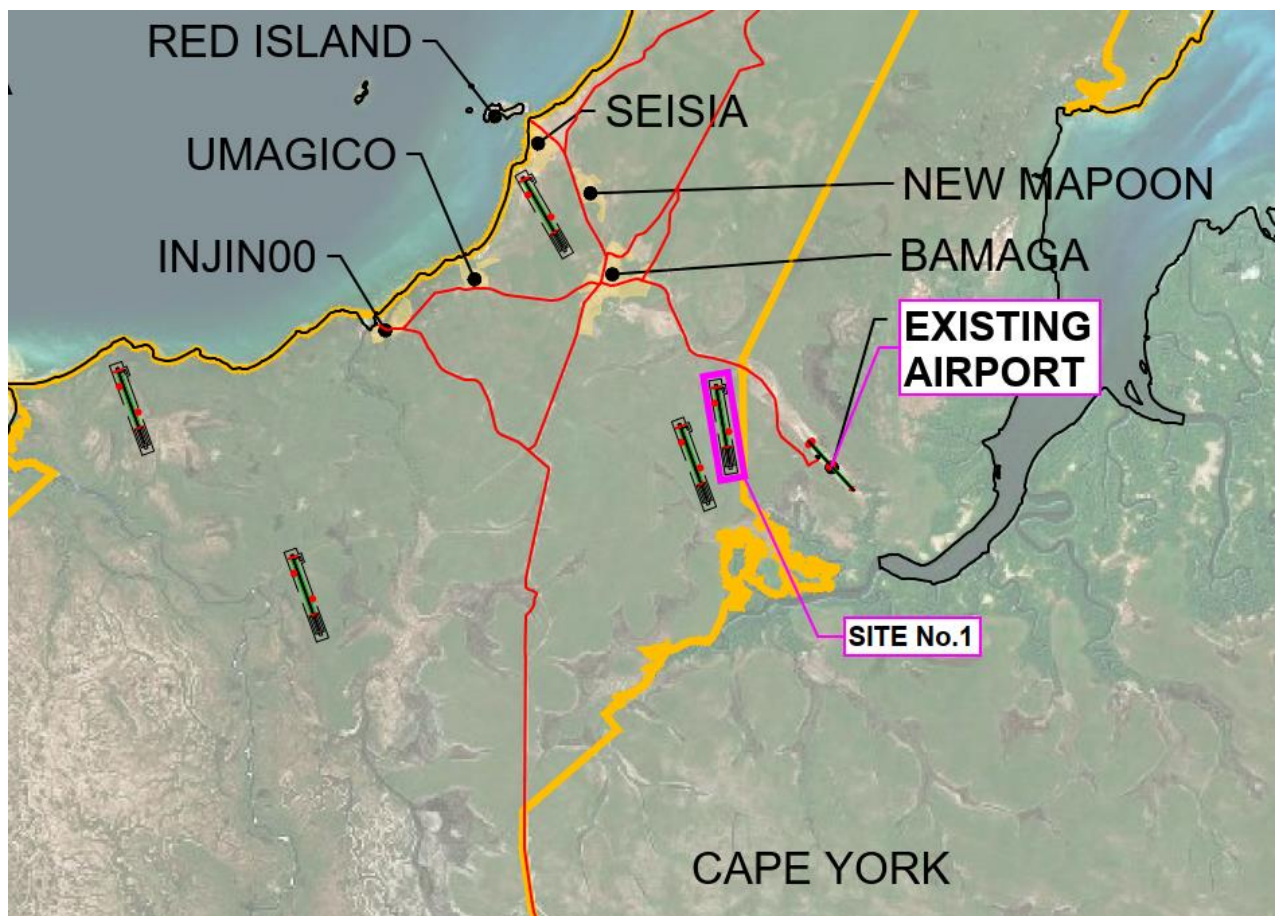 RED ISLAND
SEISIA
UMAGICO
NEW MAPOON
INJIN00
BAMAGA
EXISTING
AIRPORT
SITE No.1
CAPE YORK